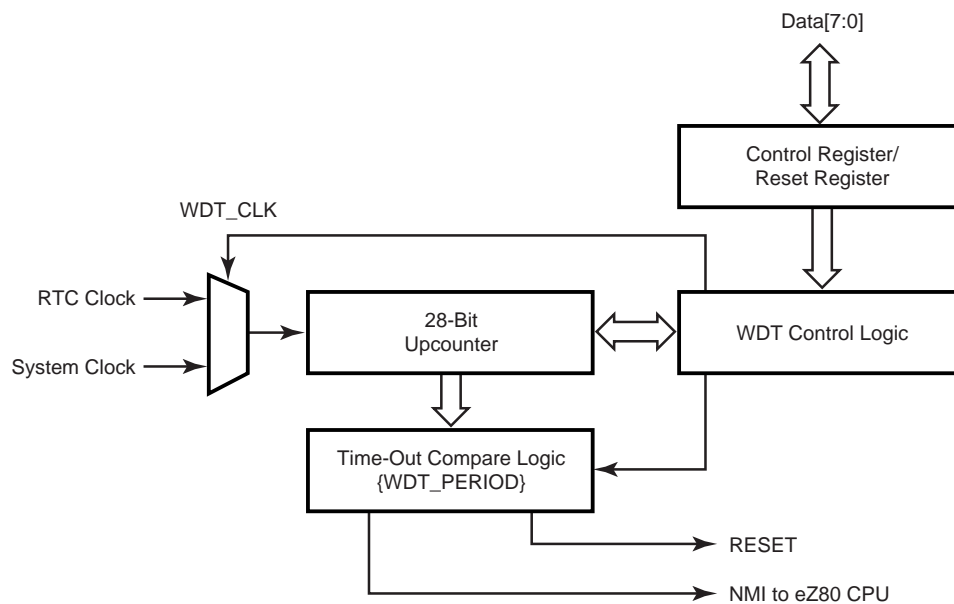 Data[7:0]
Control Register/
Reset Register
WDT_CLK
RTC Clock
28-Bit
Upcounter
WDT Control Logic
System Clock
Time-Out Compare Logic
{WDT_PERIOD}
RESET
NMI to eZ80 CPU